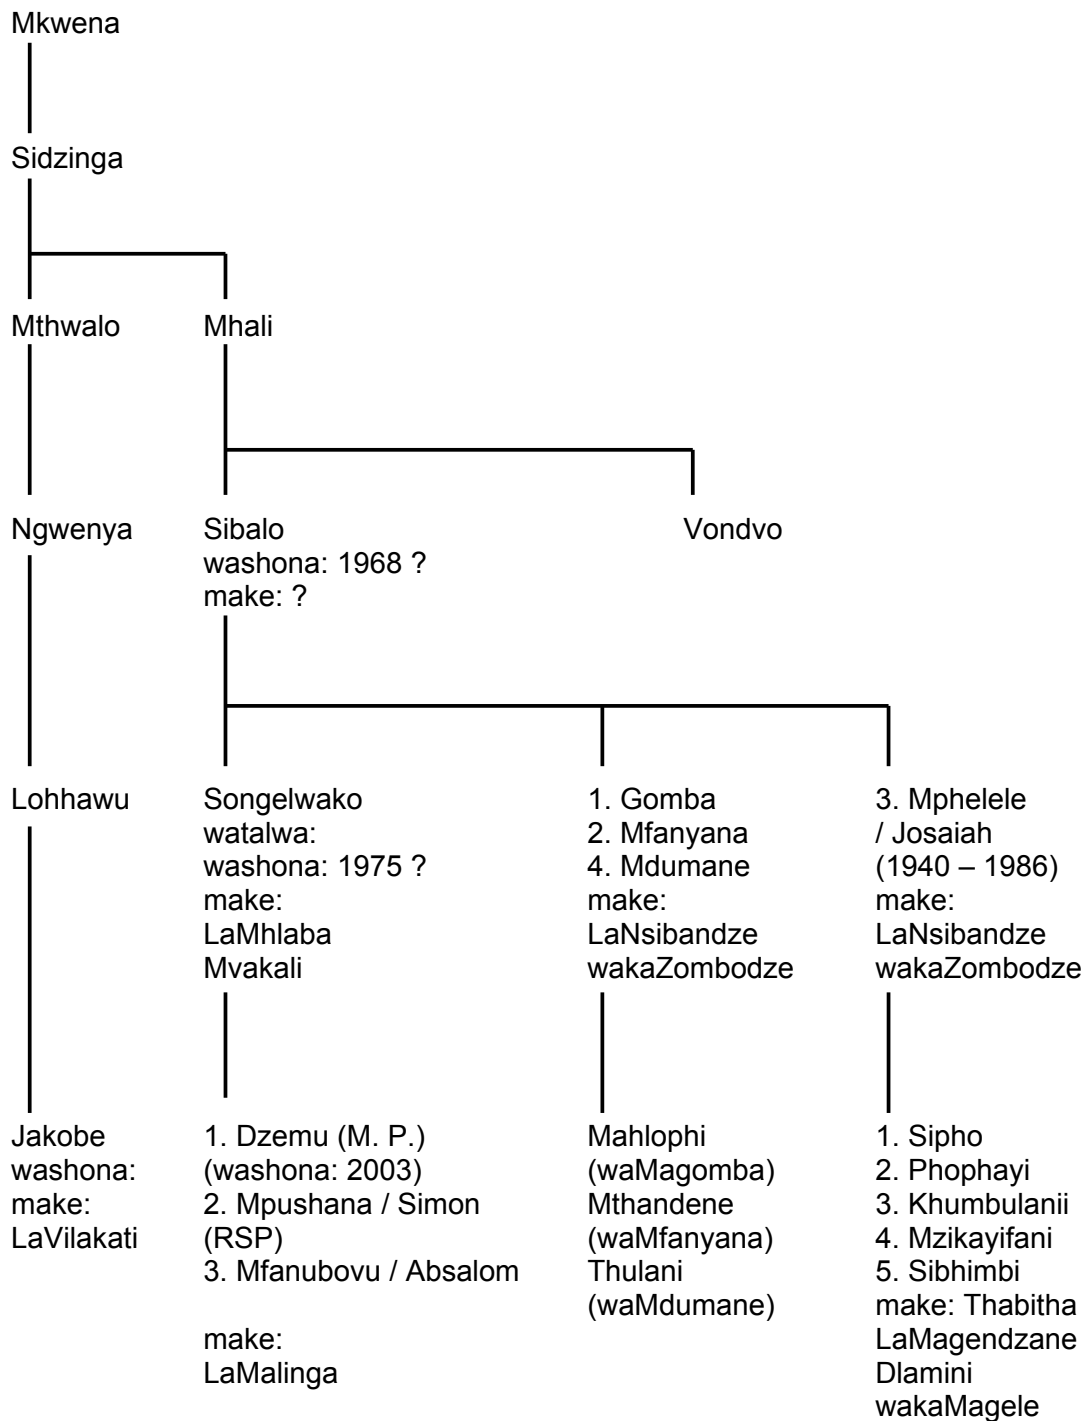 Mkwena
Sidzinga
Mthwalo
Mhali
Ngwenya
Sibalo
washona: 1968 ?
make: ?
Vondvo
Lohhawu
Songelwako
watalwa:
washona: 1975 ?
make:
LaMhlaba
Mvakali
1. Gomba
2. Mfanyana
4. Mdumane
make:
LaNsibandze
wakaZombodze
3. Mphelele
/ Josaiah
(1940 – 1986)
make:
LaNsibandze
wakaZombodze
Jakobe
washona:
make:
LaVilakati
1. Dzemu (M. P.)
(washona: 2003)
2. Mpushana / Simon
(RSP)
3. Mfanubovu / Absalom
make:
LaMalinga
Mahlophi
(waMagomba)
Mthandene
(waMfanyana)
Thulani
(waMdumane)
1. Sipho
2. Phophayi
3. Khumbulanii
4. Mzikayifani
5. Sibhimbi
make: Thabitha
LaMagendzane
Dlamini
wakaMagele